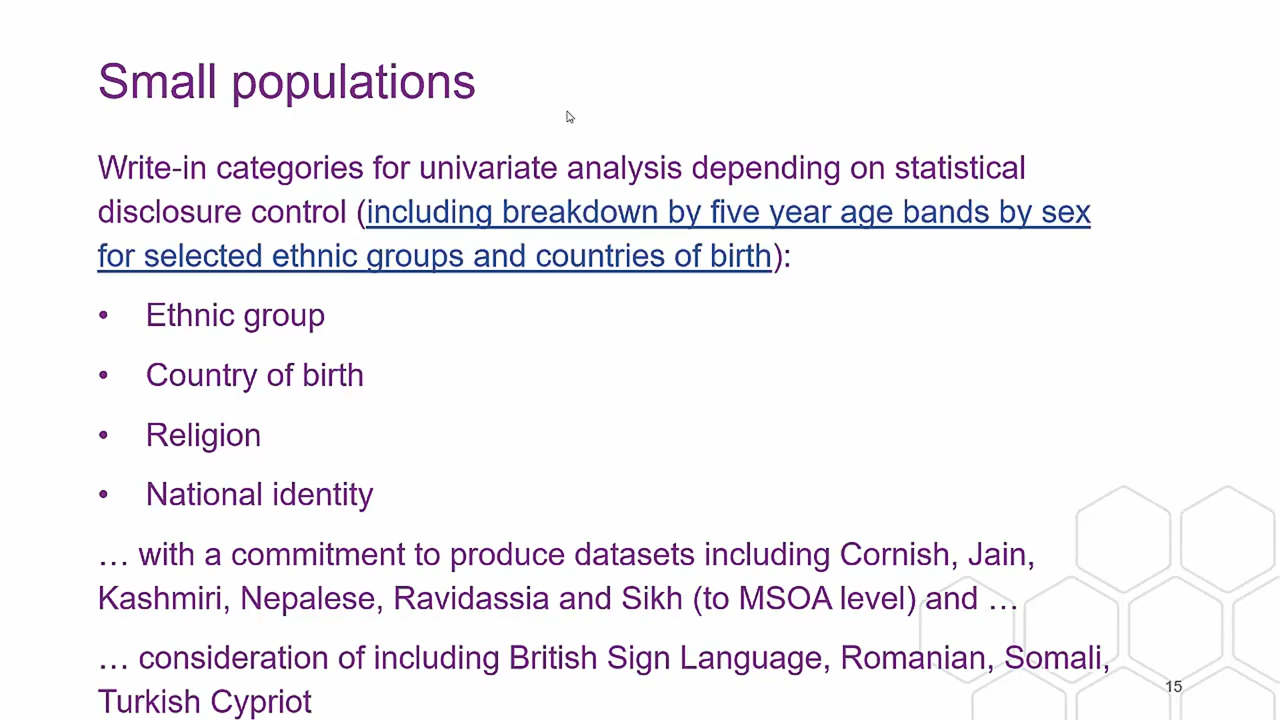 Small populations
Write-in categories for univariate analysis depending on statistical
disclosure control (including breakdown by five year age bands by sex
for selected ethnic groups and countries of birth):
• Ethnic group
• Country of birth
• Religion
• National identity
… with a commitment to produce datasets including Cornish, Jain,
Kashmiri, Nepalese, Ravidassia and Sikh (to MSOA level) and …
… consideration of including British Sign Language, Romanian, Somali,
Turkish Cypriot
15